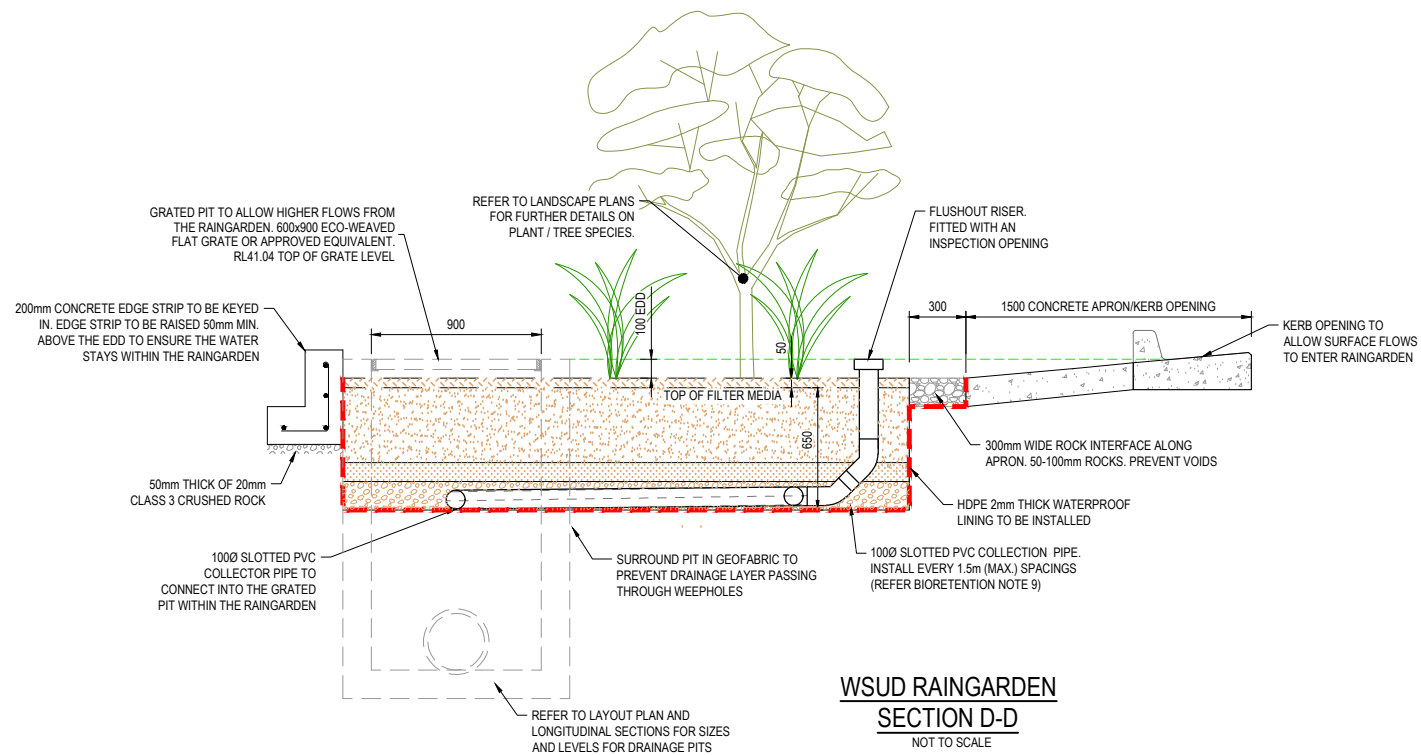 GRATED PIT TO ALLOW HIGHER FLOWS FROM
THE RAINGARDEN. 600x900 ECO-WEAVED
FLAT GRATE OR APPROVED EQUIVALENT.
RL41.04 TOP OF GRATE LEVEL
REFER TO LANDSCAPE PLANS
FOR FURTHER DETAILS ON
PLANT / TREE SPECIES.
FLUSHOUT RISER.
FITTED WITH AN
INSPECTION OPENING
200mm CONCRETE EDGE STRIP TO BE KEYED
IN. EDGE STRIP TO BE RAISED 50mm MIN.
ABOVE THE EDD TO ENSURE THE WATER
STAYS WITHIN THE RAINGARDEN
900
100 EDD
50
300
1500 CONCRETE APRON/KERB OPENING
KERB OPENING TO
ALLOW SURFACE FLOWS
TO ENTER RAINGARDEN
TOP OF FILTER MEDIA
650
300mm WIDE ROCK INTERFACE ALONG
APRON. 50-100mm ROCKS. PREVENT VOIDS
50mm THICK OF 20mm
CLASS 3 CRUSHED ROCK
HDPE 2mm THICK WATERPROOF
LINING TO BE INSTALLED
100Ø SLOTTED PVC
COLLECTOR PIPE TO
CONNECT INTO THE GRATED
PIT WITHIN THE RAINGARDEN
SURROUND PIT IN GEOFABRIC TO
PREVENT DRAINAGE LAYER PASSING
THROUGH WEEPHOLES
100Ø SLOTTED PVC COLLECTION PIPE.
INSTALL EVERY 1.5m (MAX.) SPACINGS
(REFER BIORETENTION NOTE 9)
REFER TO LAYOUT PLAN AND
LONGITUDINAL SECTIONS FOR SIZES
AND LEVELS FOR DRAINAGE PITS
WSUD RAINGARDEN
SECTION D-D
NOT TO SCALE